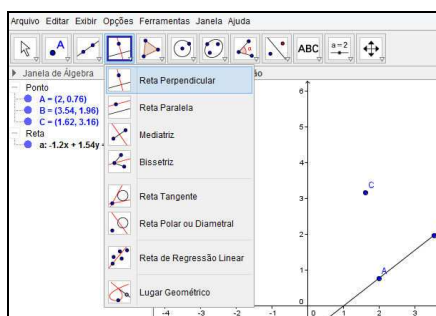 Arquivo Editar Exibir Opções Ferramentas Janela Ajuda
A
ABC
a=2
Janela de Álgebra
Ponto
A = (2, 0.76)
B = (3.54, 1.96)
C = (1.62, 3.16)
Reta
a: -1.2x + 1.54y
Reta Perpendicular
Reta Paralela
Mediatriz
Bissetriz
Reta Tangente
Reta Polar ou Diametral
Reta de Regressão Linear
Lugar Geométrico
ão
6
5
4
C
3
2
1
A
0
-4 -3 -2 -1 0 1 2 3